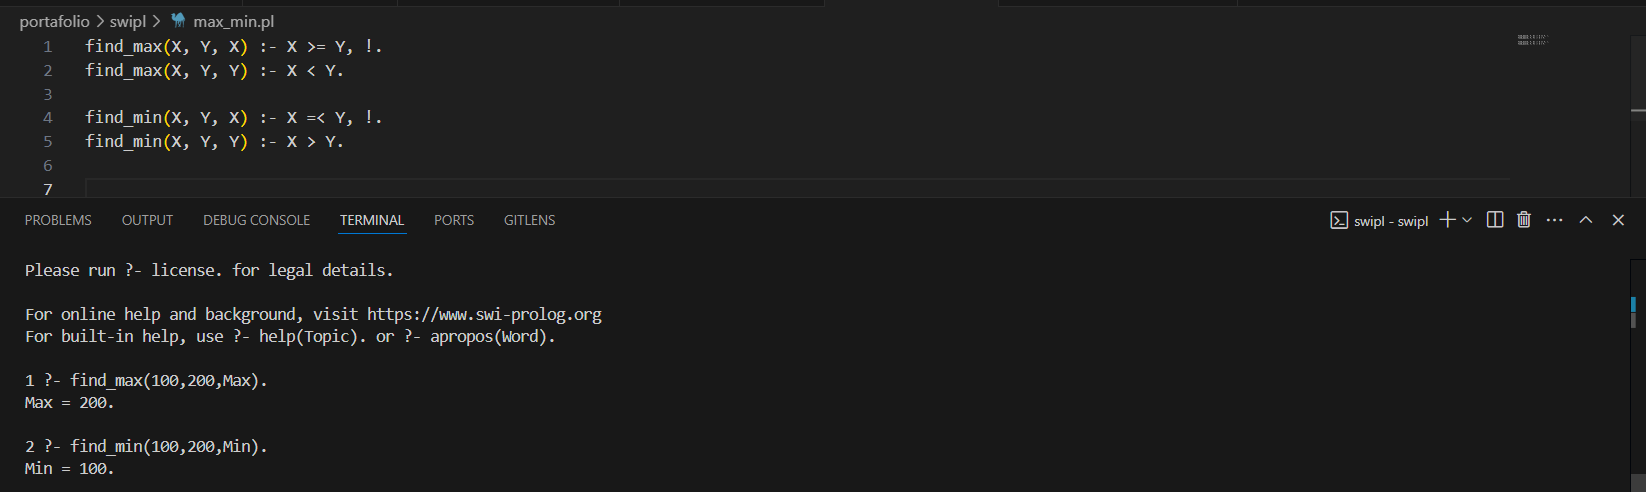 portafolio > swipl > max_min.pl
1 find_max(X, Y, X) :- X >= Y, !.
2 find_max(X, Y, Y) :- X < Y.
3
4 find_min(X, Y, X) :- X =< Y, !.
5 find_min(X, Y, Y) :- X > Y.
6
7
PROBLEMS OUTPUT DEBUG CONSOLE TERMINAL PORTS GITLENS swipl - swipl
Please run ?- license. for legal details.
For online help and background, visit https://www.swi-prolog.org
For built-in help, use ?- help(Topic). or ?- apropos(Word).
1 ?- find_max(100,200,Max).
Max = 200.
2 ?- find_min(100,200,Min).
Min = 100.